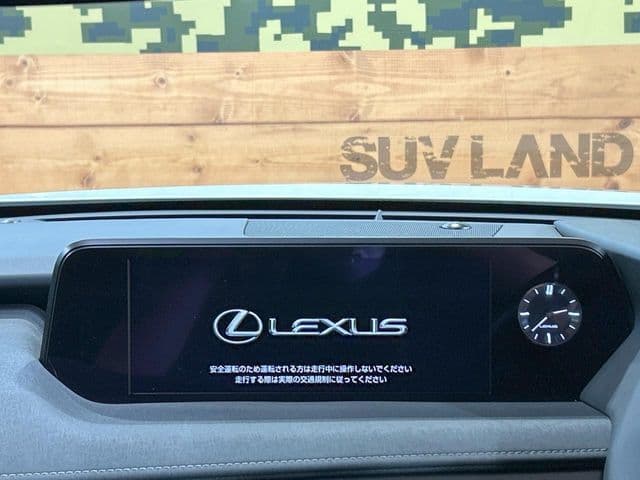 SUV LAND
LEXUS
安全運転のため運転される方は走行中に操作しないでください
走行する際は実際の交通規制に従ってください
LEXUS